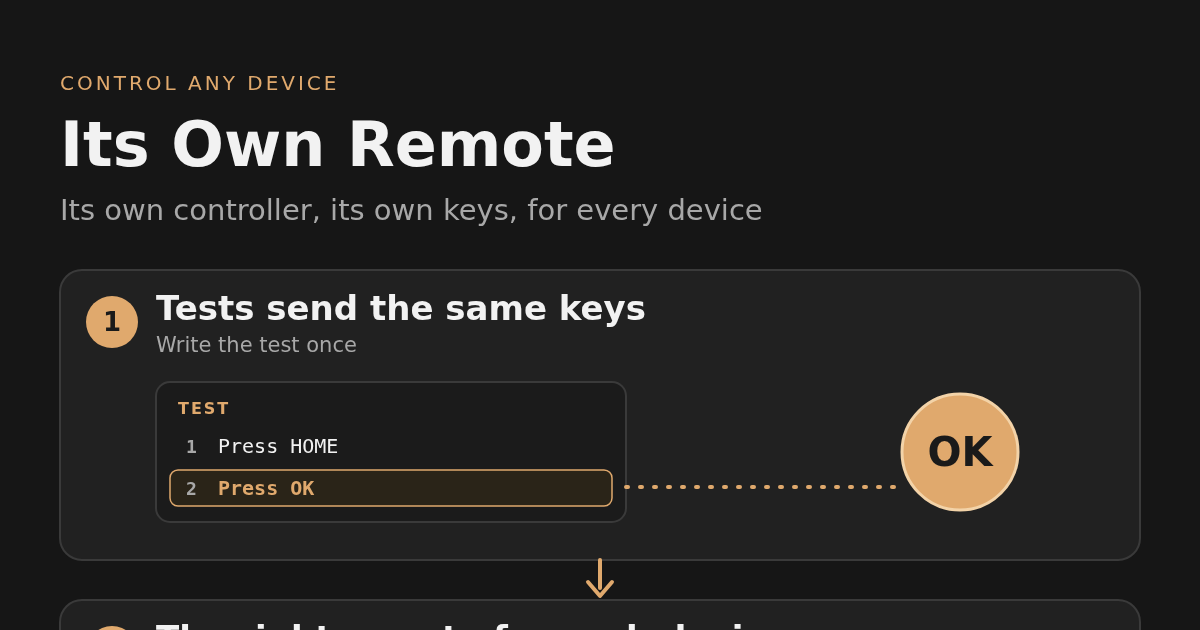 CONTROL ANY DEVICE
Its Own Remote
Its own controller, its own keys, for every device
1 Tests send the same keys
Write the test once
TEST
1 Press HOME
2 Press OK
OK